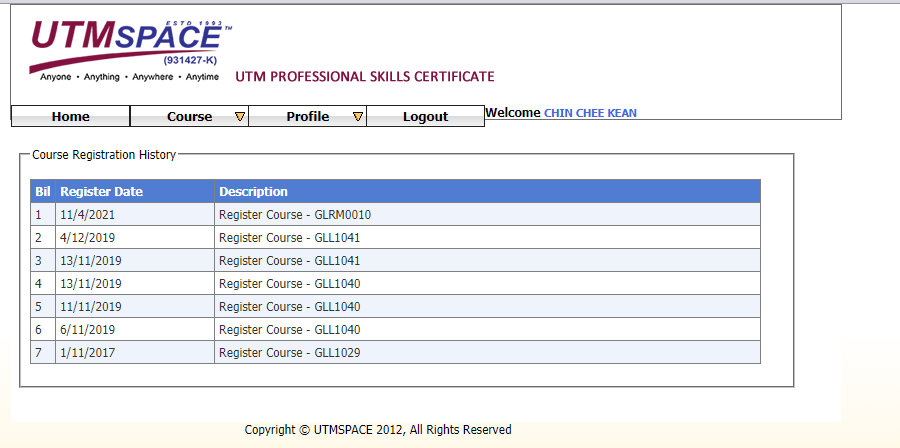 ESTD 1993
UTMSPACE™
(931427-K)
Anyone • Anything • Anywhere • Anytime
UTM PROFESSIONAL SKILLS CERTIFICATE
Home Course Profile Logout Welcome CHIN CHEE KEAN
Course Registration History
Bil Register Date Description
1 11/4/2021 Register Course - GLRM0010
2 4/12/2019 Register Course - GLL1041
3 13/11/2019 Register Course - GLL1041
4 13/11/2019 Register Course - GLL1040
5 11/11/2019 Register Course - GLL1040
6 6/11/2019 Register Course - GLL1040
7 1/11/2017 Register Course - GLL1029
Copyright © UTMSPACE 2012, All Rights Reserved